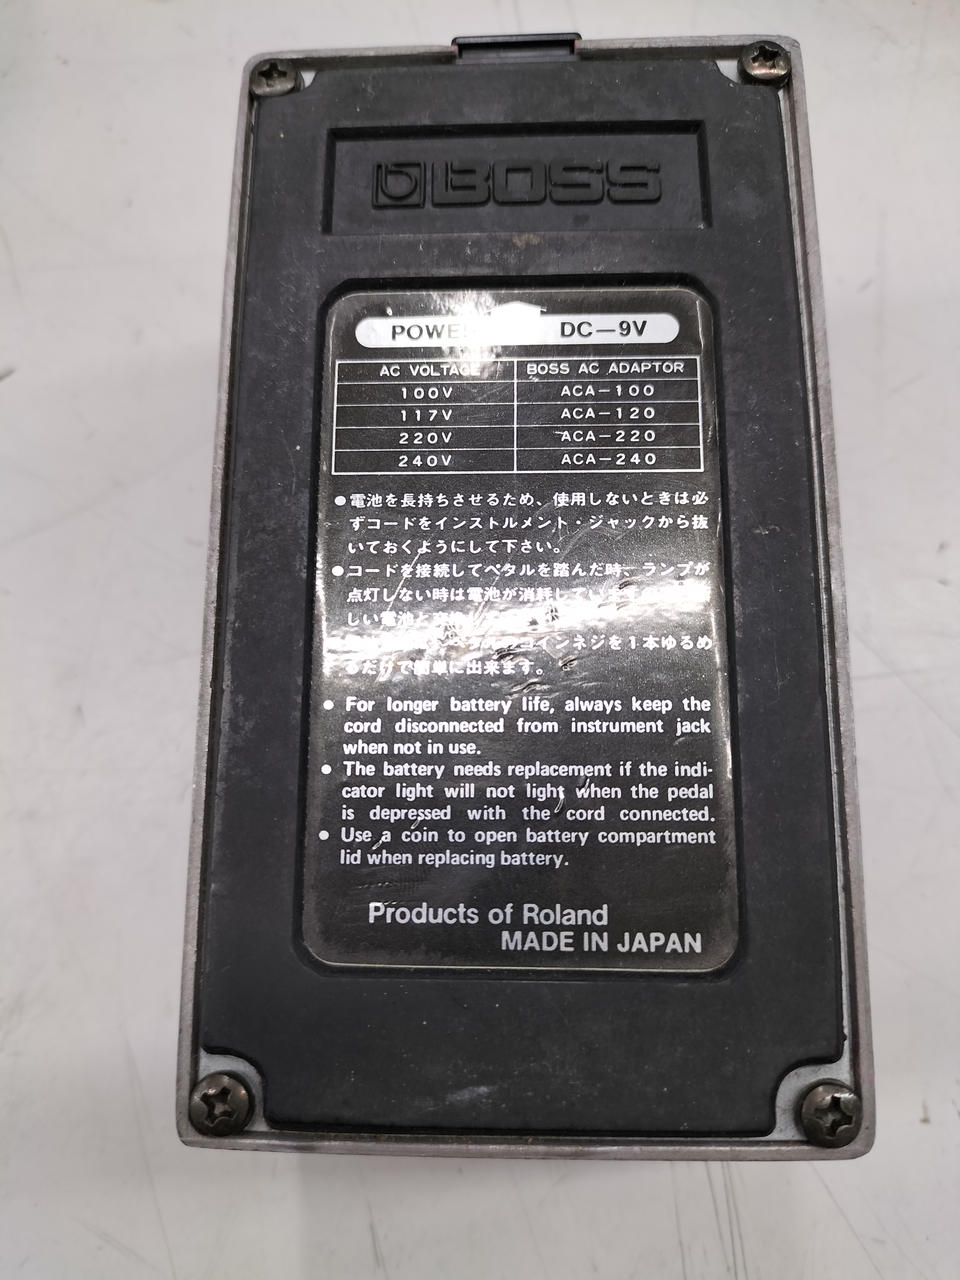 BOSS
POWE DC—9V
AC VOLTAGE BOSS AC ADAPTOR
100V ACA-100
117V ACA-120
220V ACA-220
240V ACA-240
●電池を長持ちさせるため、使用しないときは必
ずコードをインストルメント・ジャックから抜
いておくようにして下さい。
●コードを接続してペタルを踏んだ時、ランプが
点灯しない時は電池が消耗しています
しい電池と
コインネジを1本ゆるめ
るだけで簡単に出来ます。
● For longer battery life, always keep the
cord disconnected from instrument jack
when not in use.
● The battery needs replacement if the indi-
cator light will not light when the pedal
is depressed with the cord connected.
● Use a coin to open battery compartment
lid when replacing battery.
Products of Roland
MADE IN JAPAN